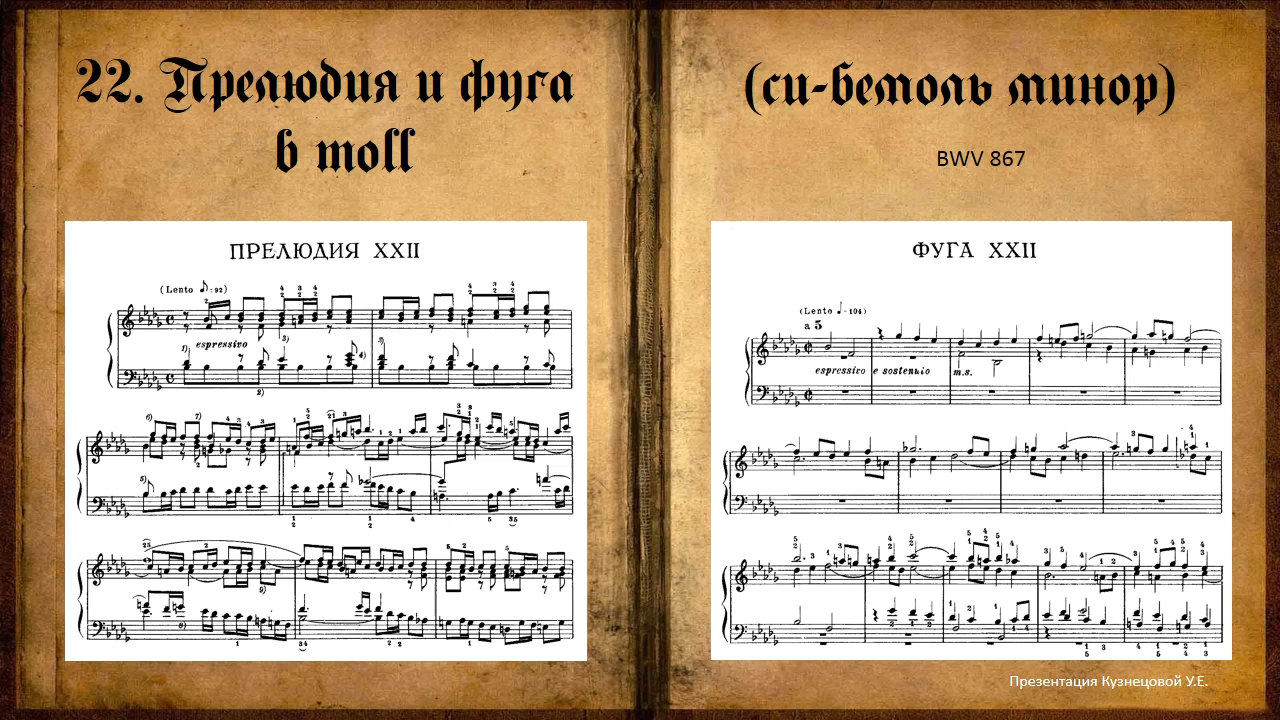 22. Прелюдия и фуга
b moll
(си-бемоль минор)
BWV 867
ПРЕЛЮДИЯ XXII
(Lento ♪=92)
espressivo
ФУГА XXII
(Lento ♩=104)
a 5
espressivo e sostenuto m.s.
Презентация Кузнецовой У.Е.